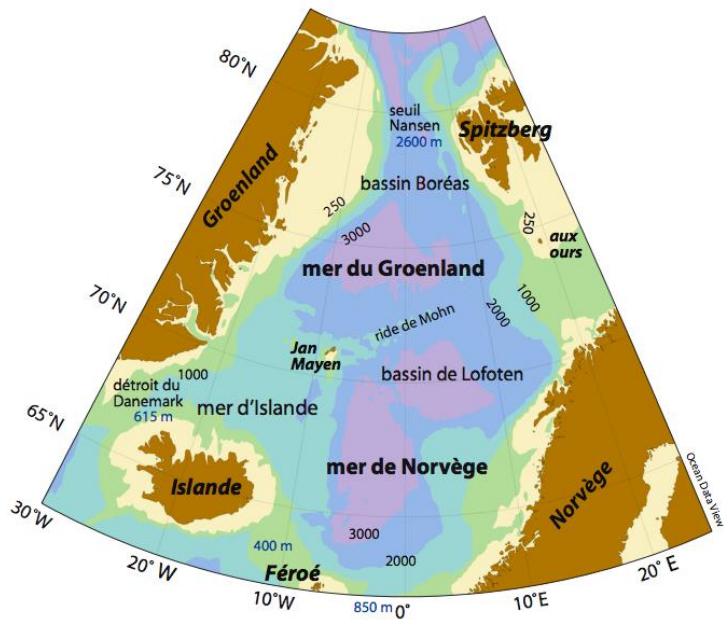 80°N
seuil
Nansen
2600 m
Spitzberg
bassin Boréas
75°N
Groenland
250
250
aux
ours
3000
mer du Groenland
1000
2000
70°N
ride de Mohn
Jan
Mayen
1000
bassin de Lofoten
détroit du
Danemark
615 m
mer d'Islande
65°N
mer de Norvège
Ocean Data View
Islande
Norvège
30°W
3000
400 m
2000
20° W
Féroé
20° E
10°W
850 m
0°
10°E